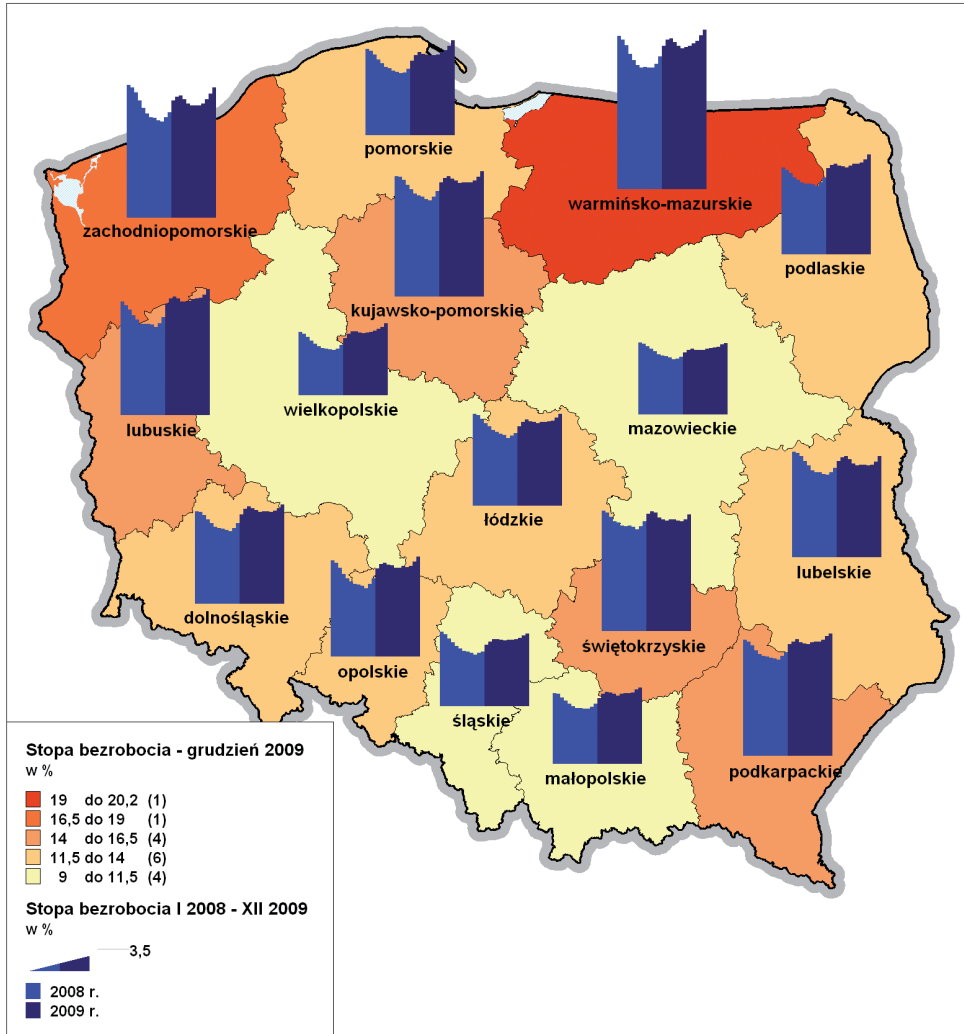 pomorskie
warmińsko-mazurskie
zachodniopomorskie
podlaskie
kujawsko-pomorskie
wielkopolskie
mazowieckie
lubuskie
łódzkie
lubelskie
dolnośląskie
świętokrzyskie
opolskie
śląskie
małopolskie
podkarpackie
Stopa bezrobocia - grudzień 2009
w %
19 do 20,2 (1)
16,5 do 19 (1)
14 do 16,5 (4)
11,5 do 14 (6)
9 do 11,5 (4)
Stopa bezrobocia I 2008 - XII 2009
w %
3,5
2008 r.
2009 r.